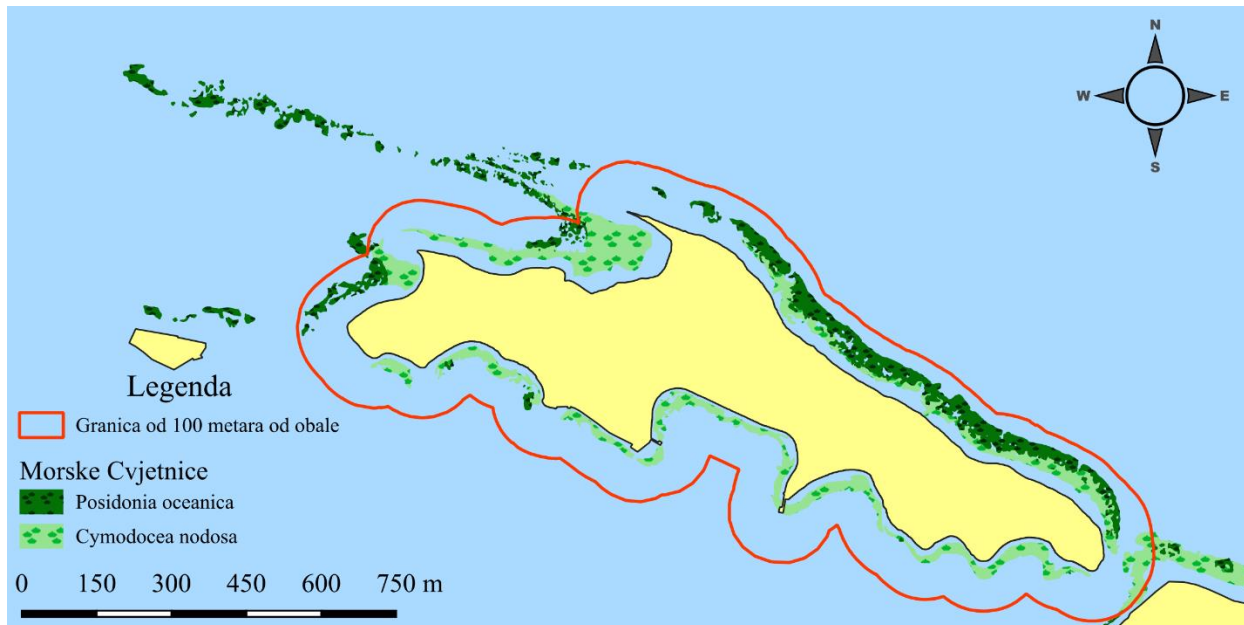 N
W
E
S
Legenda
Granica od 100 metara od obale
Morske Cvjetnice
Posidonia oceanica
Cymodocea nodosa
0 150 300 450 600 750 m